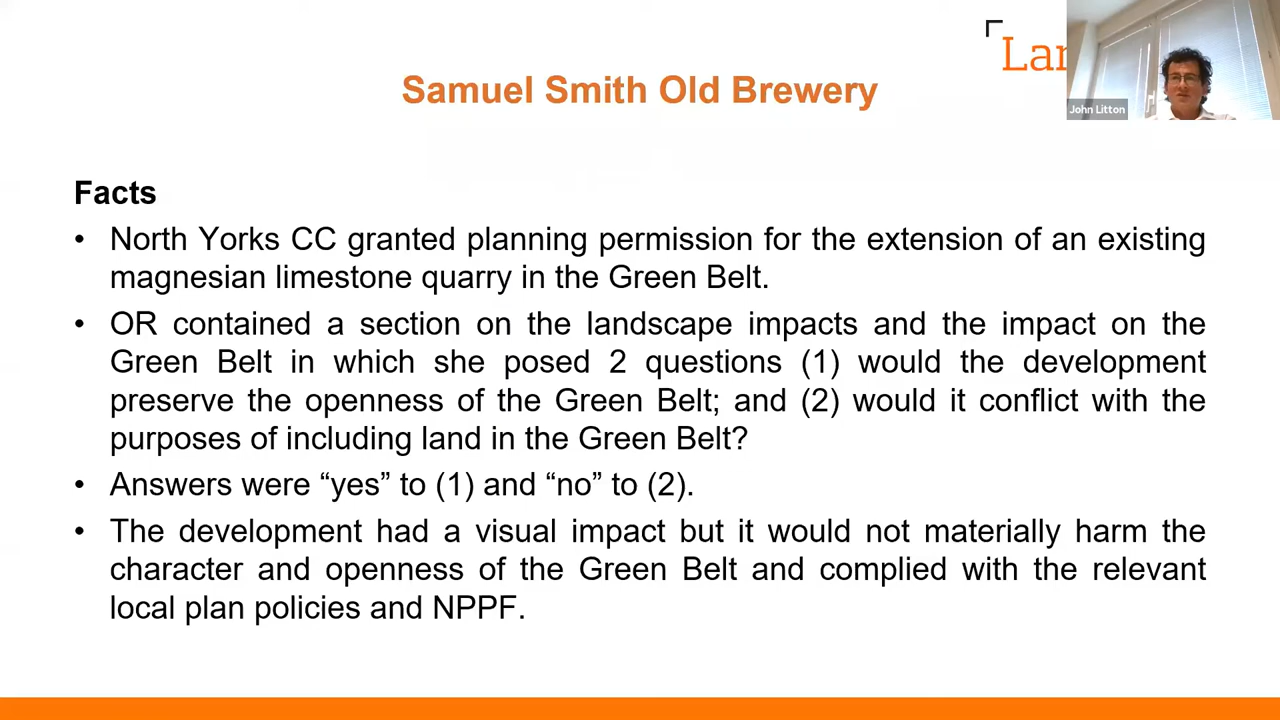 Lan
John Litton
Samuel Smith Old Brewery
Facts
• North Yorks CC granted planning permission for the extension of an existing
magnesian limestone quarry in the Green Belt.
• OR contained a section on the landscape impacts and the impact on the
Green Belt in which she posed 2 questions (1) would the development
preserve the openness of the Green Belt; and (2) would it conflict with the
purposes of including land in the Green Belt?
• Answers were “yes” to (1) and “no” to (2).
• The development had a visual impact but it would not materially harm the
character and openness of the Green Belt and complied with the relevant
local plan policies and NPPF.